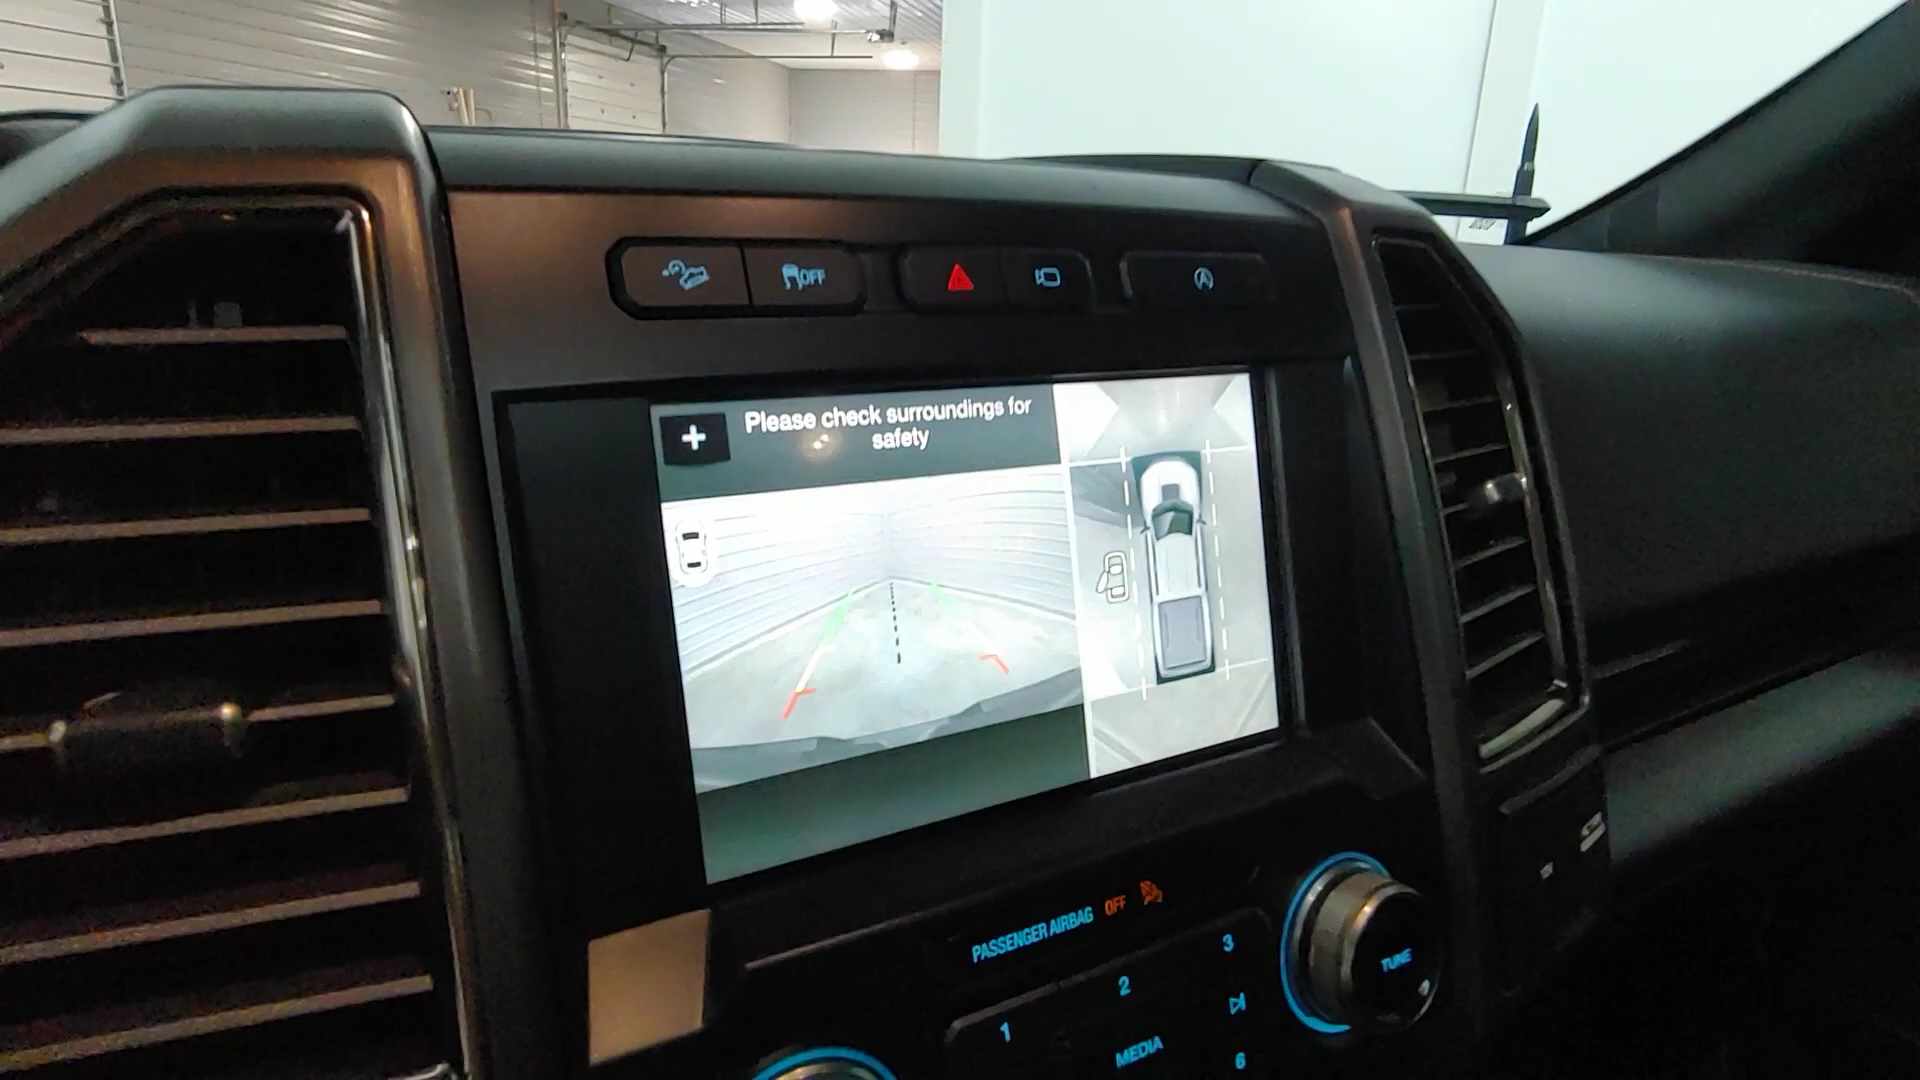 OFF
Please check surroundings for
safety
PASSENGER AIRBAG OFF
1 2 3
MEDIA
6
TUNE